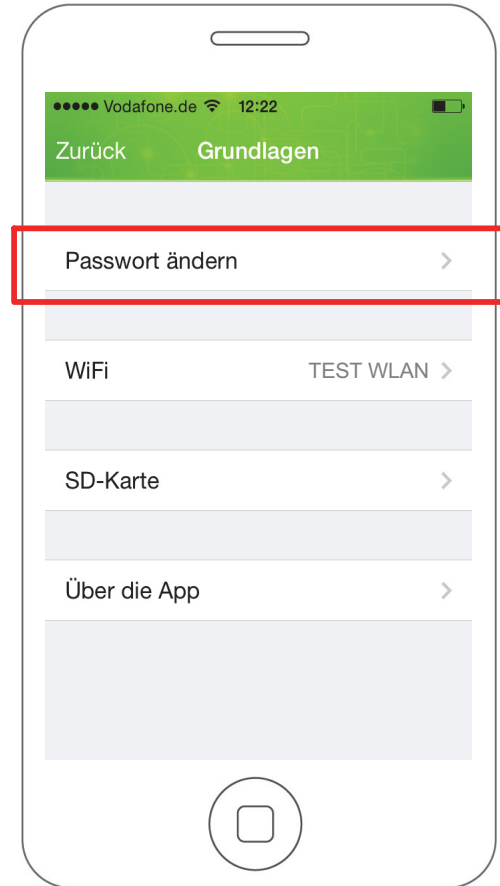 Vodafone.de 12:22
Zurück Grundlagen
Passwort ändern
WiFi TEST WLAN
SD-Karte
Über die App